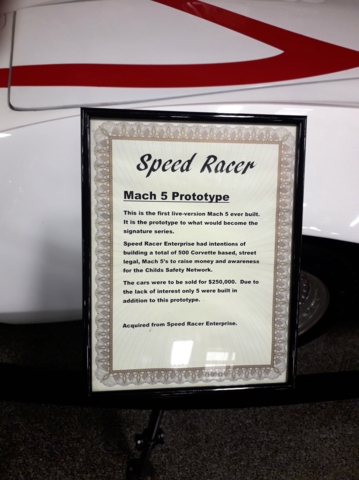 Speed Racer
Mach 5 Prototype
This is the first live-version Mach 5 ever built.
It is the prototype to what would become the
signature series.
Speed Racer Enterprise had intentions of
building a total of 500 Corvette based, street
legal, Mach 5's to raise money and awareness
for the Childs Safety Network.
The cars were to be sold for $250,000. Due to
the lack of interest only 5 were built in
addition to this prototype.
Acquired from Speed Racer Enterprise.